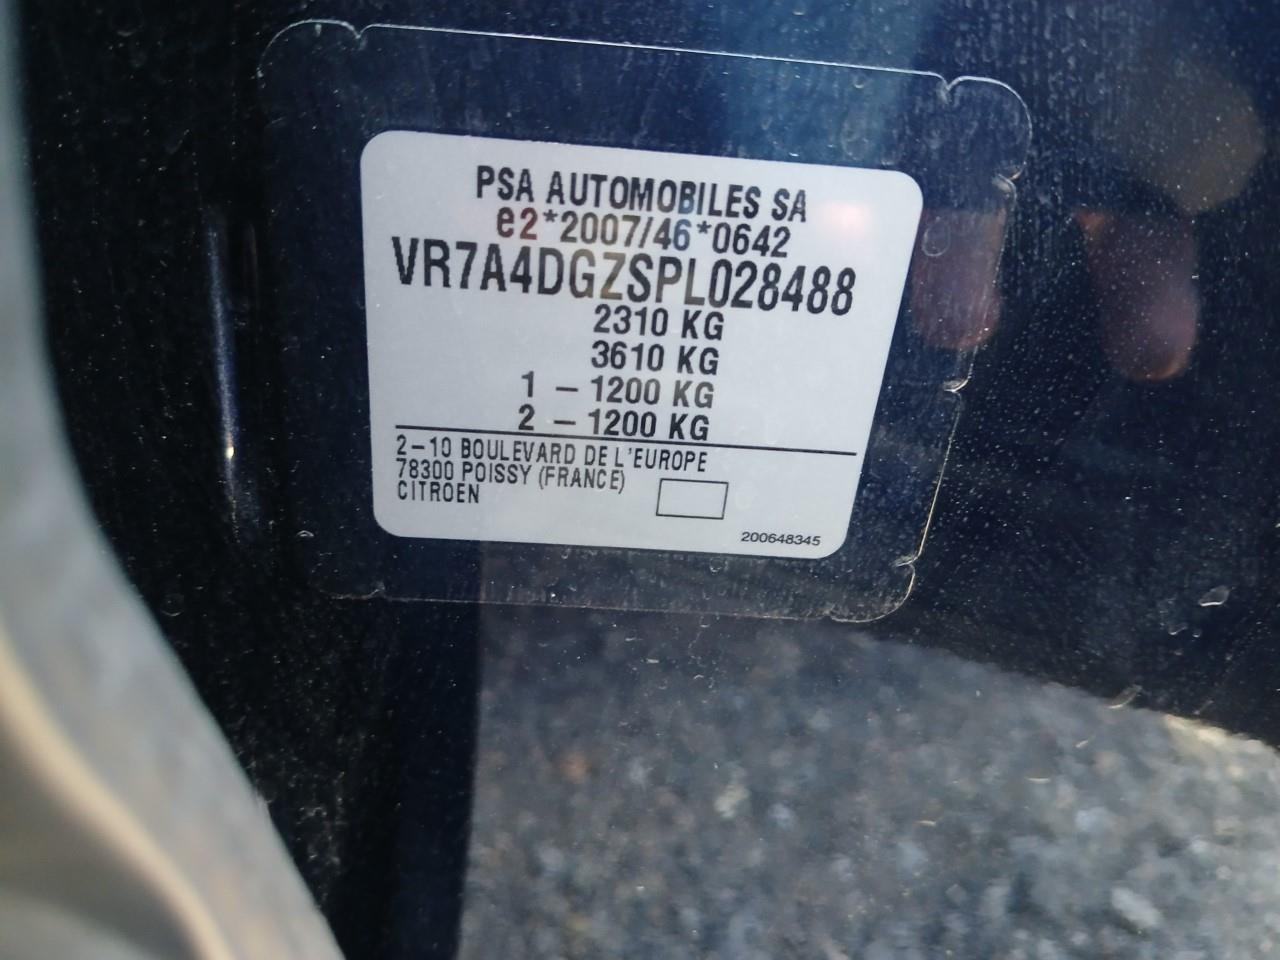 PSA AUTOMOBILES SA
e2*2007/46*0642
VR7A4DGZSPL028488
2310 KG
3610 KG
1 – 1200 KG
2 – 1200 KG
2–10 BOULEVARD DE L'EUROPE
78300 POISSY (FRANCE)
CITROEN
200648345